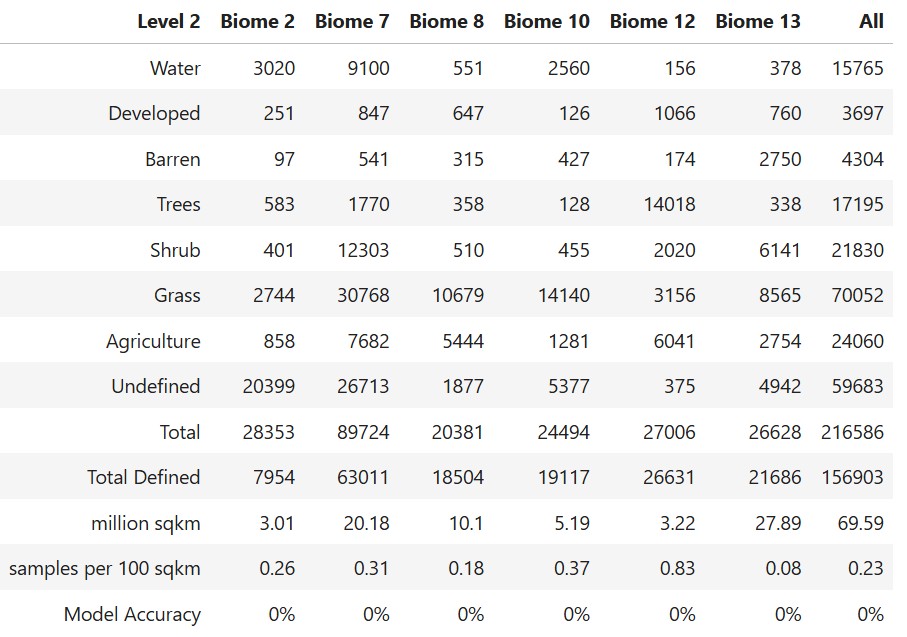 Level 2 Biome 2 Biome 7 Biome 8 Biome 10 Biome 12 Biome 13 All
Water 3020 9100 551 2560 156 378 15765
Developed 251 847 647 126 1066 760 3697
Barren 97 541 315 427 174 2750 4304
Trees 583 1770 358 128 14018 338 17195
Shrub 401 12303 510 455 2020 6141 21830
Grass 2744 30768 10679 14140 3156 8565 70052
Agriculture 858 7682 5444 1281 6041 2754 24060
Undefined 20399 26713 1877 5377 375 4942 59683
Total 28353 89724 20381 24494 27006 26628 216586
Total Defined 7954 63011 18504 19117 26631 21686 156903
million sqkm 3.01 20.18 10.1 5.19 3.22 27.89 69.59
samples per 100 sqkm 0.26 0.31 0.18 0.37 0.83 0.08 0.23
Model Accuracy 0% 0% 0% 0% 0% 0% 0%